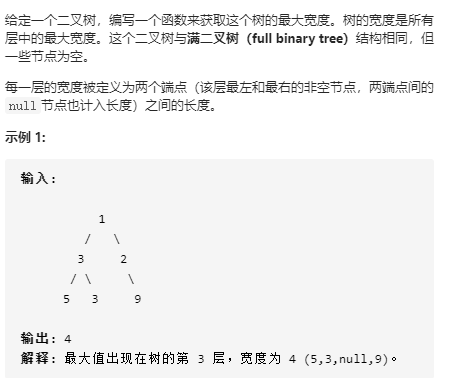 给定一个二叉树，编写一个函数来获取这个树的最大宽度。树的宽度是所有
层中的最大宽度。这个二叉树与满二叉树（full binary tree）结构相同，但
一些节点为空。
每一层的宽度被定义为两个端点（该层最左和最右的非空节点，两端点间的
null 节点也计入长度）之间的长度。
示例 1:
输入:
1
/ \
3 2
/ \ \
5 3 9
输出: 4
解释: 最大值出现在树的第 3 层，宽度为 4 (5,3,null,9)。